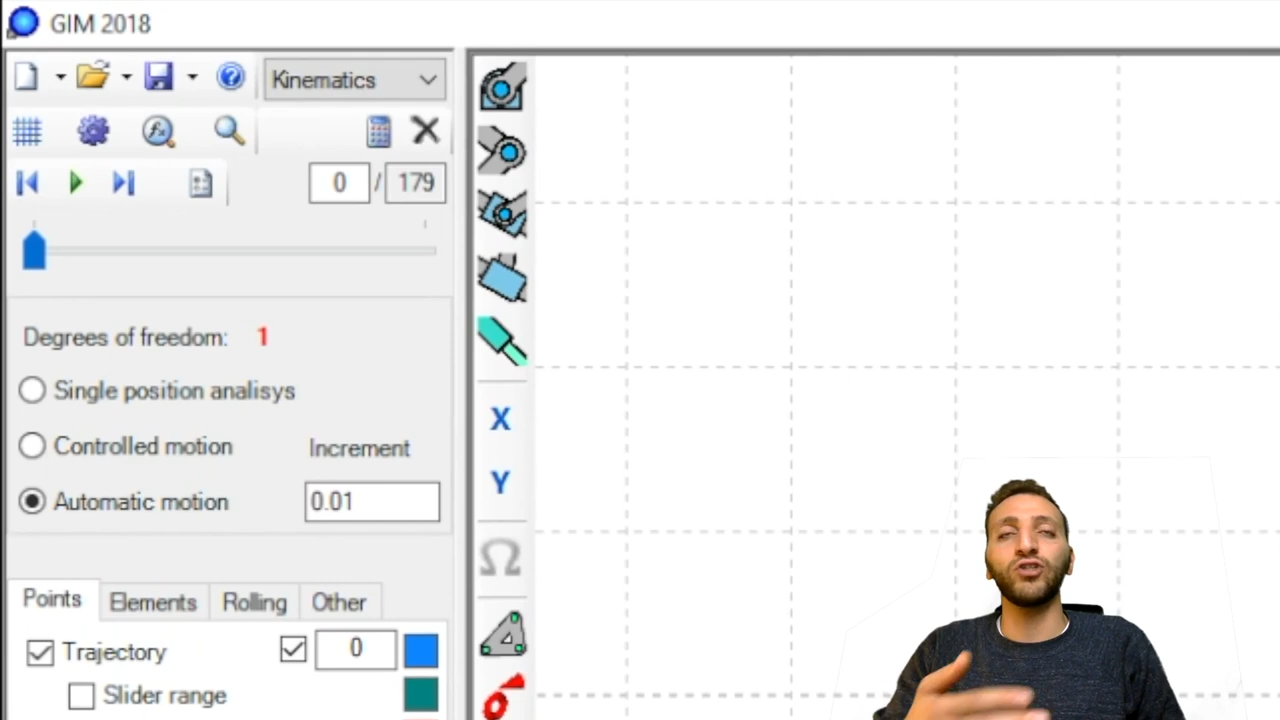 GIM 2018
Kinematics
0 / 179
Degrees of freedom: 1
Single position analisys
Controlled motion Increment
Automatic motion 0.01
X
Y
Ω
Points Elements Rolling Other
Trajectory 0
Slider range